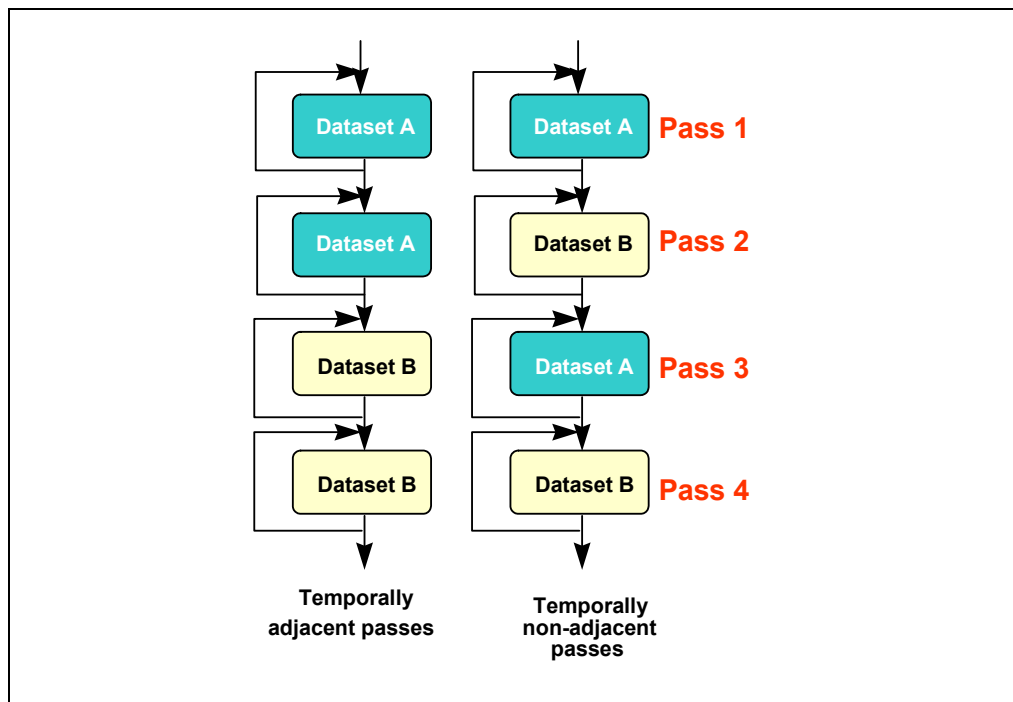 Dataset A
Dataset A
Pass 1
Dataset A
Dataset B
Pass 2
Dataset B
Dataset A
Pass 3
Dataset B
Dataset B
Pass 4
Temporally
adjacent passes
Temporally
non-adjacent
passes